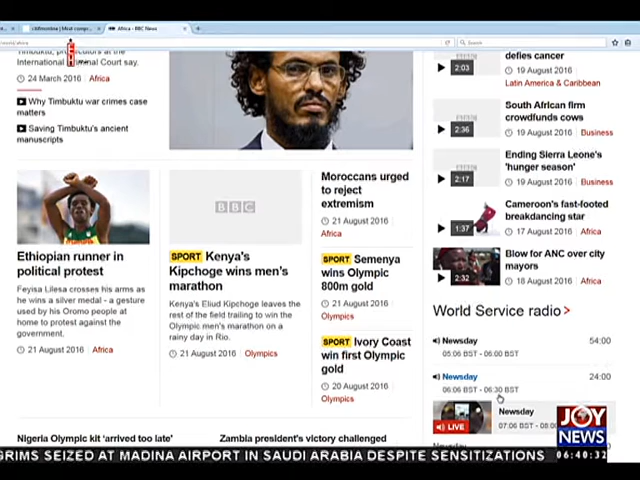 Africa - BBC News
Search
International Criminal Court say.
24 March 2016 Africa
Why Timbuktu war crimes case
matters
Saving Timbuktu's ancient
manuscripts
Ethiopian runner in
political protest
Feyisa Lilesa crosses his arms as
he wins a silver medal - a gesture
used by his Oromo people at
home to protest against the
government.
21 August 2016 Africa
BBC
SPORT Kenya's
Kipchoge wins men's
marathon
Kenya's Eliud Kipchoge leaves the
rest of the field trailing to win the
Olympic men's marathon on a
rainy day in Rio.
21 August 2016 Olympics
Moroccans urged
to reject
extremism
21 August 2016
Africa
SPORT Semenya
wins Olympic
800m gold
21 August 2016
Olympics
SPORT Ivory Coast
win first Olympic
gold
20 August 2016
Olympics
Nigeria Olympic kit 'arrived too late'
Zambia president's victory challenged
defies cancer
2:03
19 August 2016
Latin America & Caribbean
South African firm
crowdfunds cows
2:36
19 August 2016 Business
Ending Sierra Leone's
'hunger season'
2:17
19 August 2016 Business
Cameroon's fast-footed
breakdancing star
1:37
17 August 2016 Africa
Blow for ANC over city
mayors
2:32
18 August 2016 Africa
World Service radio >
Newsday 54:00
05:06 BST - 06:00 BST
Newsday 24:00
06:06 BST - 06:30 BST
LIVE
Newsday
07:06 BST - 08:00
JOY
NEWS
GRIMS SEIZED AT MADINA AIRPORT IN SAUDI ARABIA DESPITE SENSITIZATIONS
06:40:32